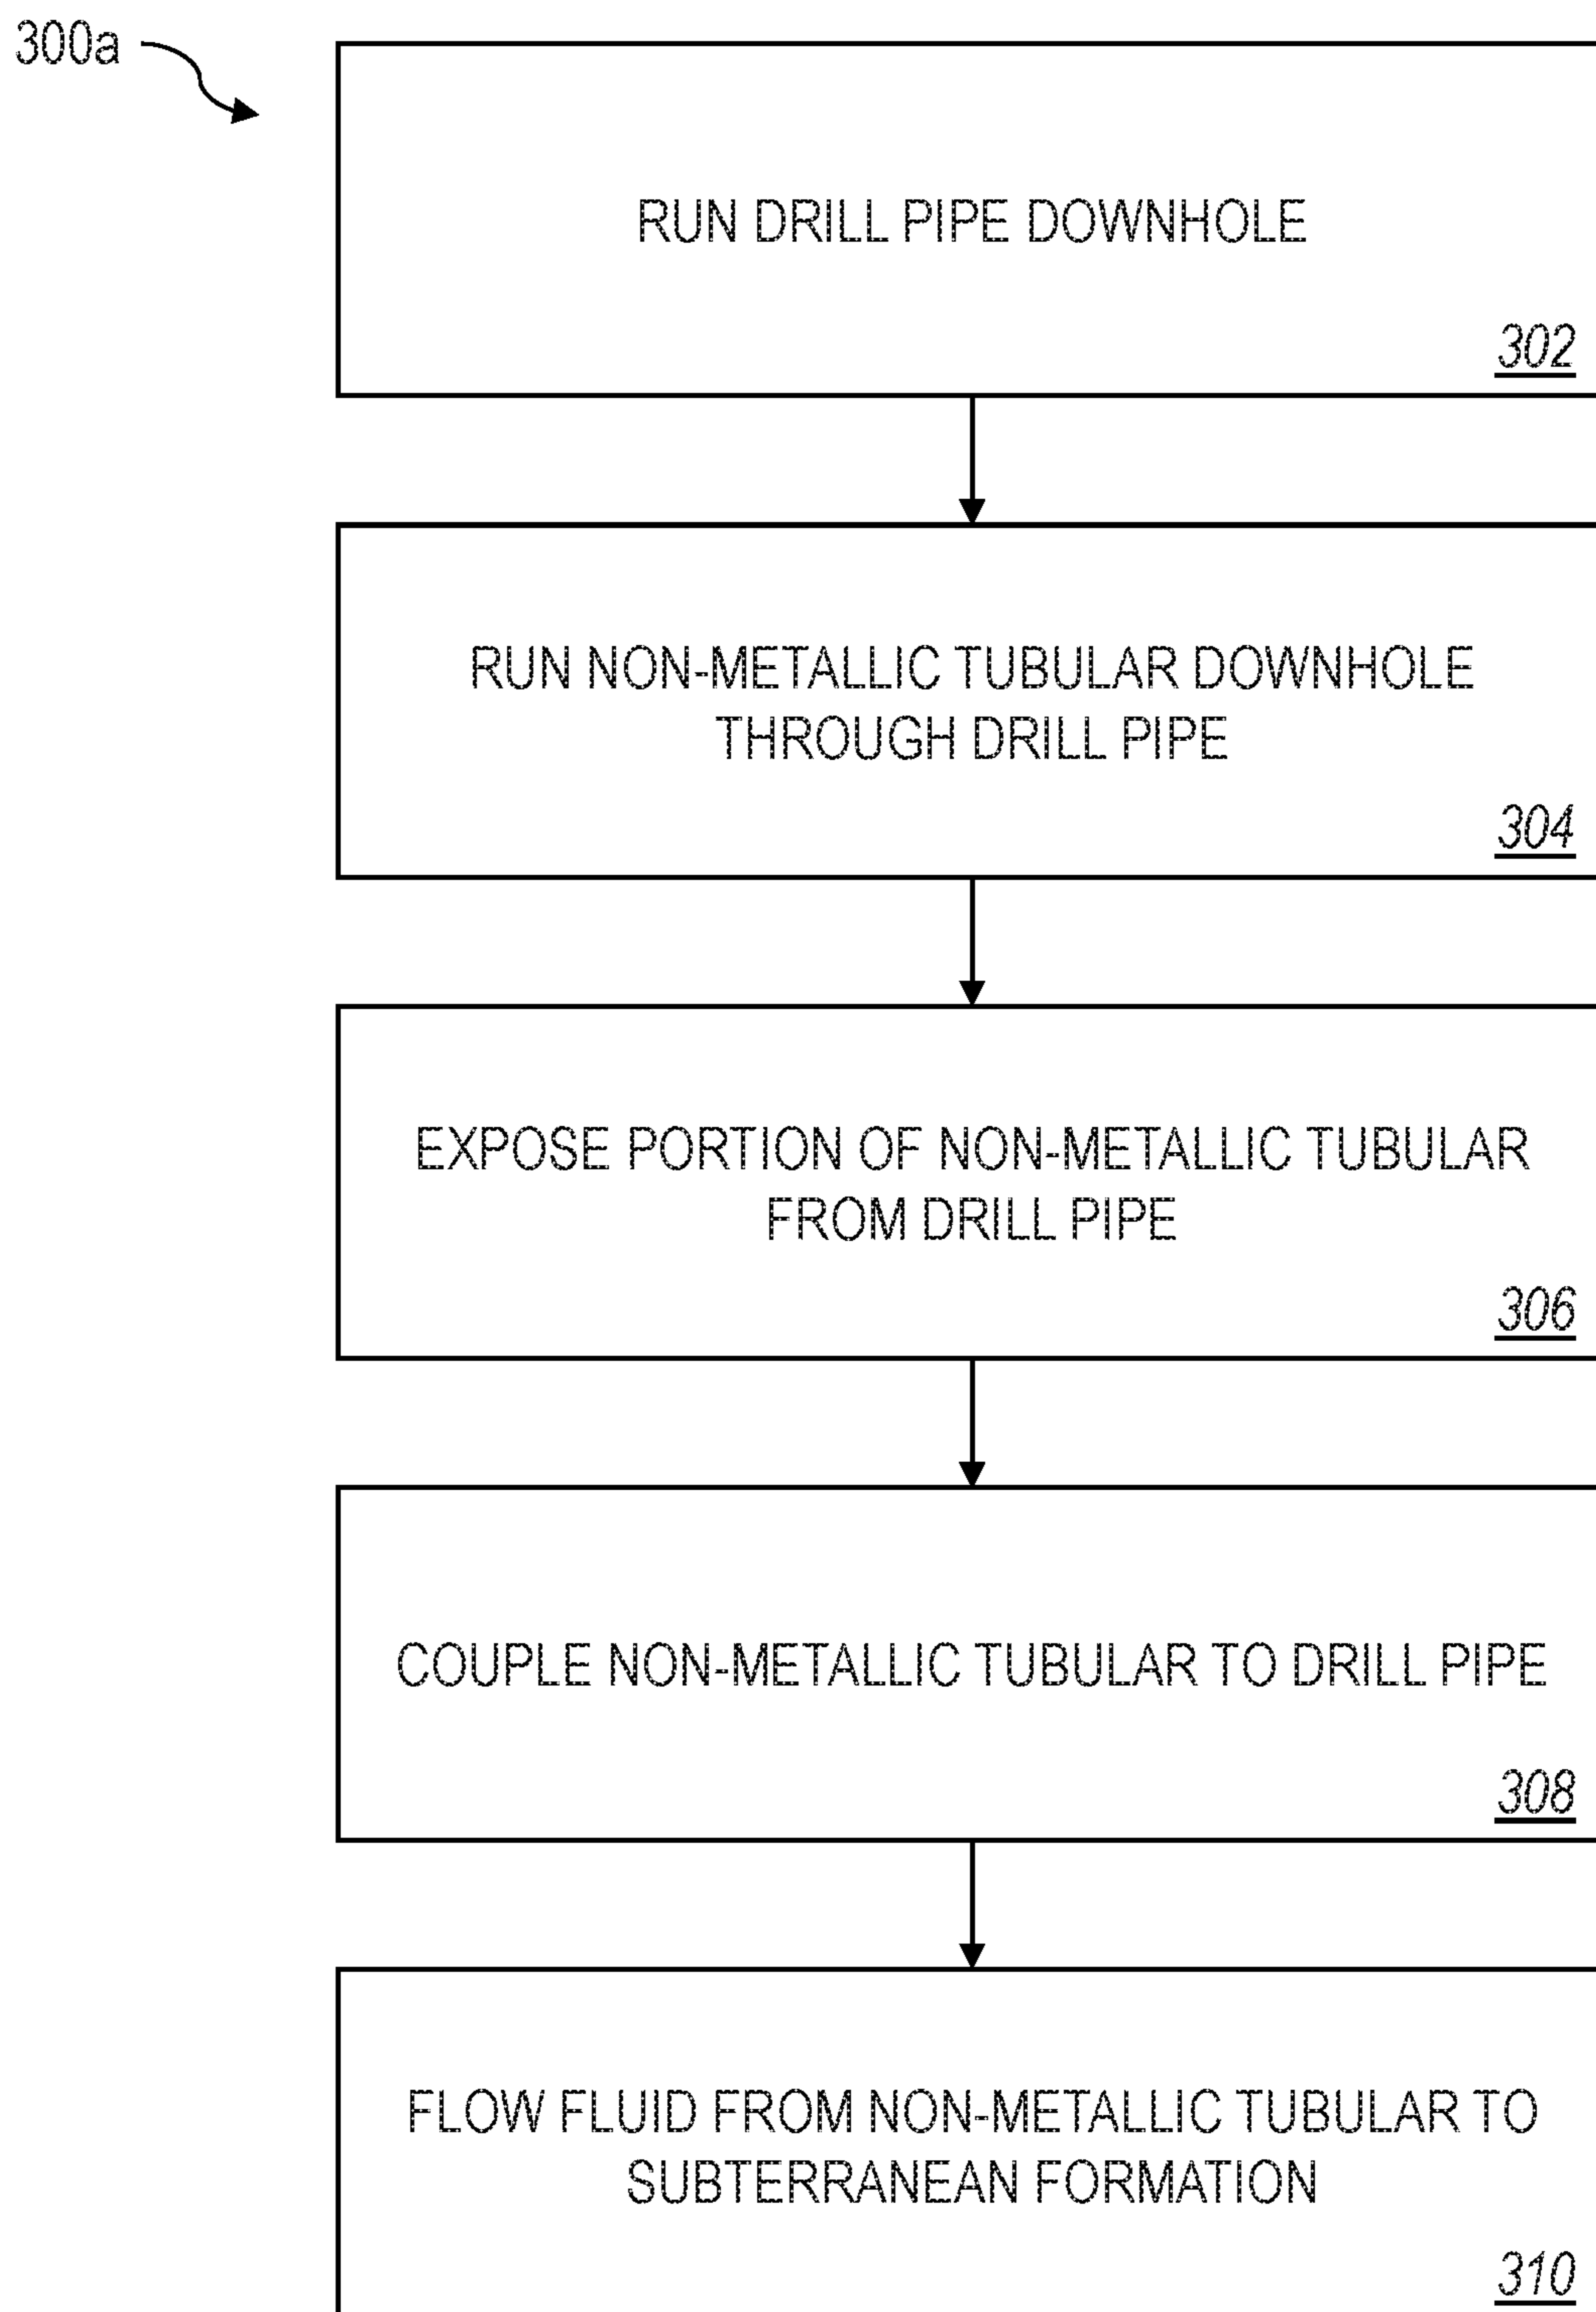 300a
RUN DRILL PIPE DOWNHOLE
302
RUN NON-METALLIC TUBULAR DOWNHOLE
THROUGH DRILL PIPE
304
EXPOSE PORTION OF NON-METALLIC TUBULAR
FROM DRILL PIPE
306
COUPLE NON-METALLIC TUBULAR TO DRILL PIPE
308
FLOW FLUID FROM NON-METALLIC TUBULAR TO
SUBTERRANEAN FORMATION
310